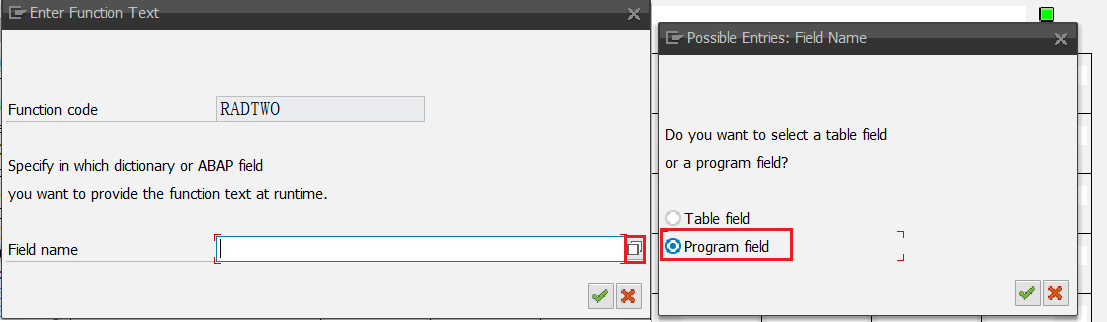 Enter Function Text
Function code
RADTWO
Specify in which dictionary or ABAP field
you want to provide the function text at runtime.
Field name
Possible Entries: Field Name
Do you want to select a table field
or a program field?
Table field
Program field